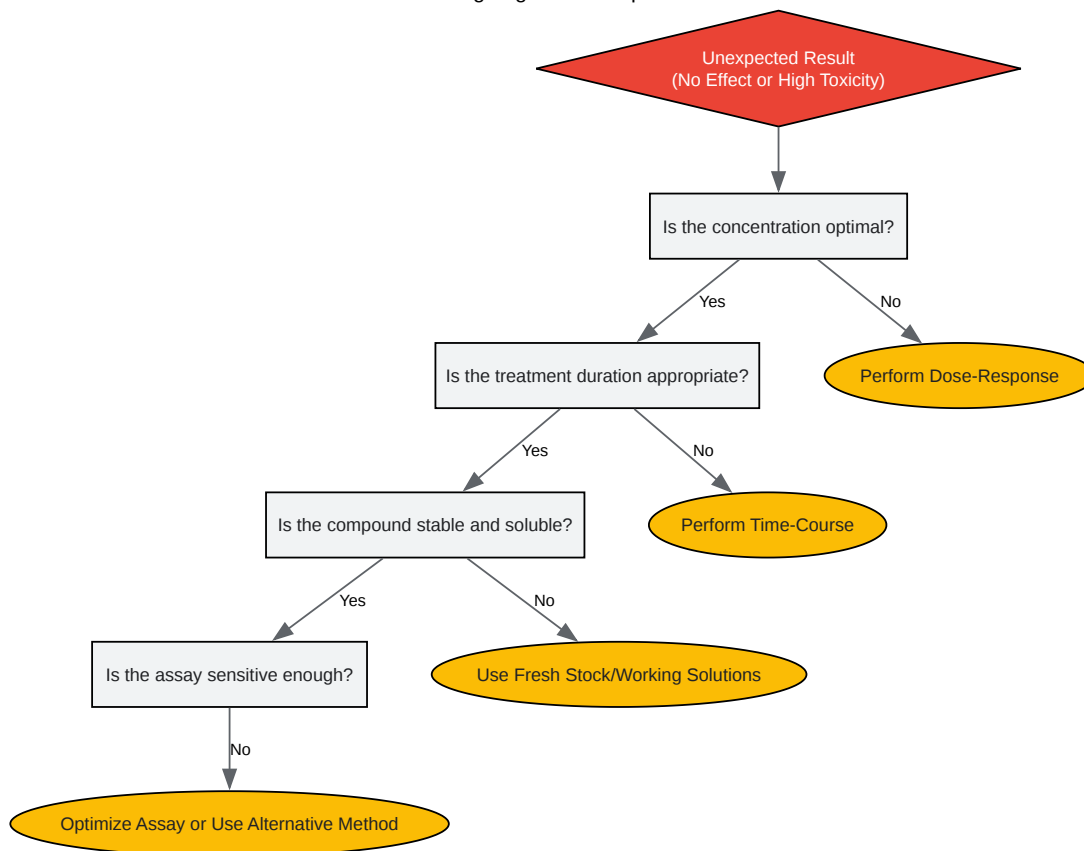 Unexpected Result
(No Effect or High Toxicity)
Is the concentration optimal?
Yes
No
Is the treatment duration appropriate?
Perform Dose-Response
Yes
No
Is the compound stable and soluble?
Perform Time-Course
Yes
No
Is the assay sensitive enough?
Use Fresh Stock/Working Solutions
No
Optimize Assay or Use Alternative Method